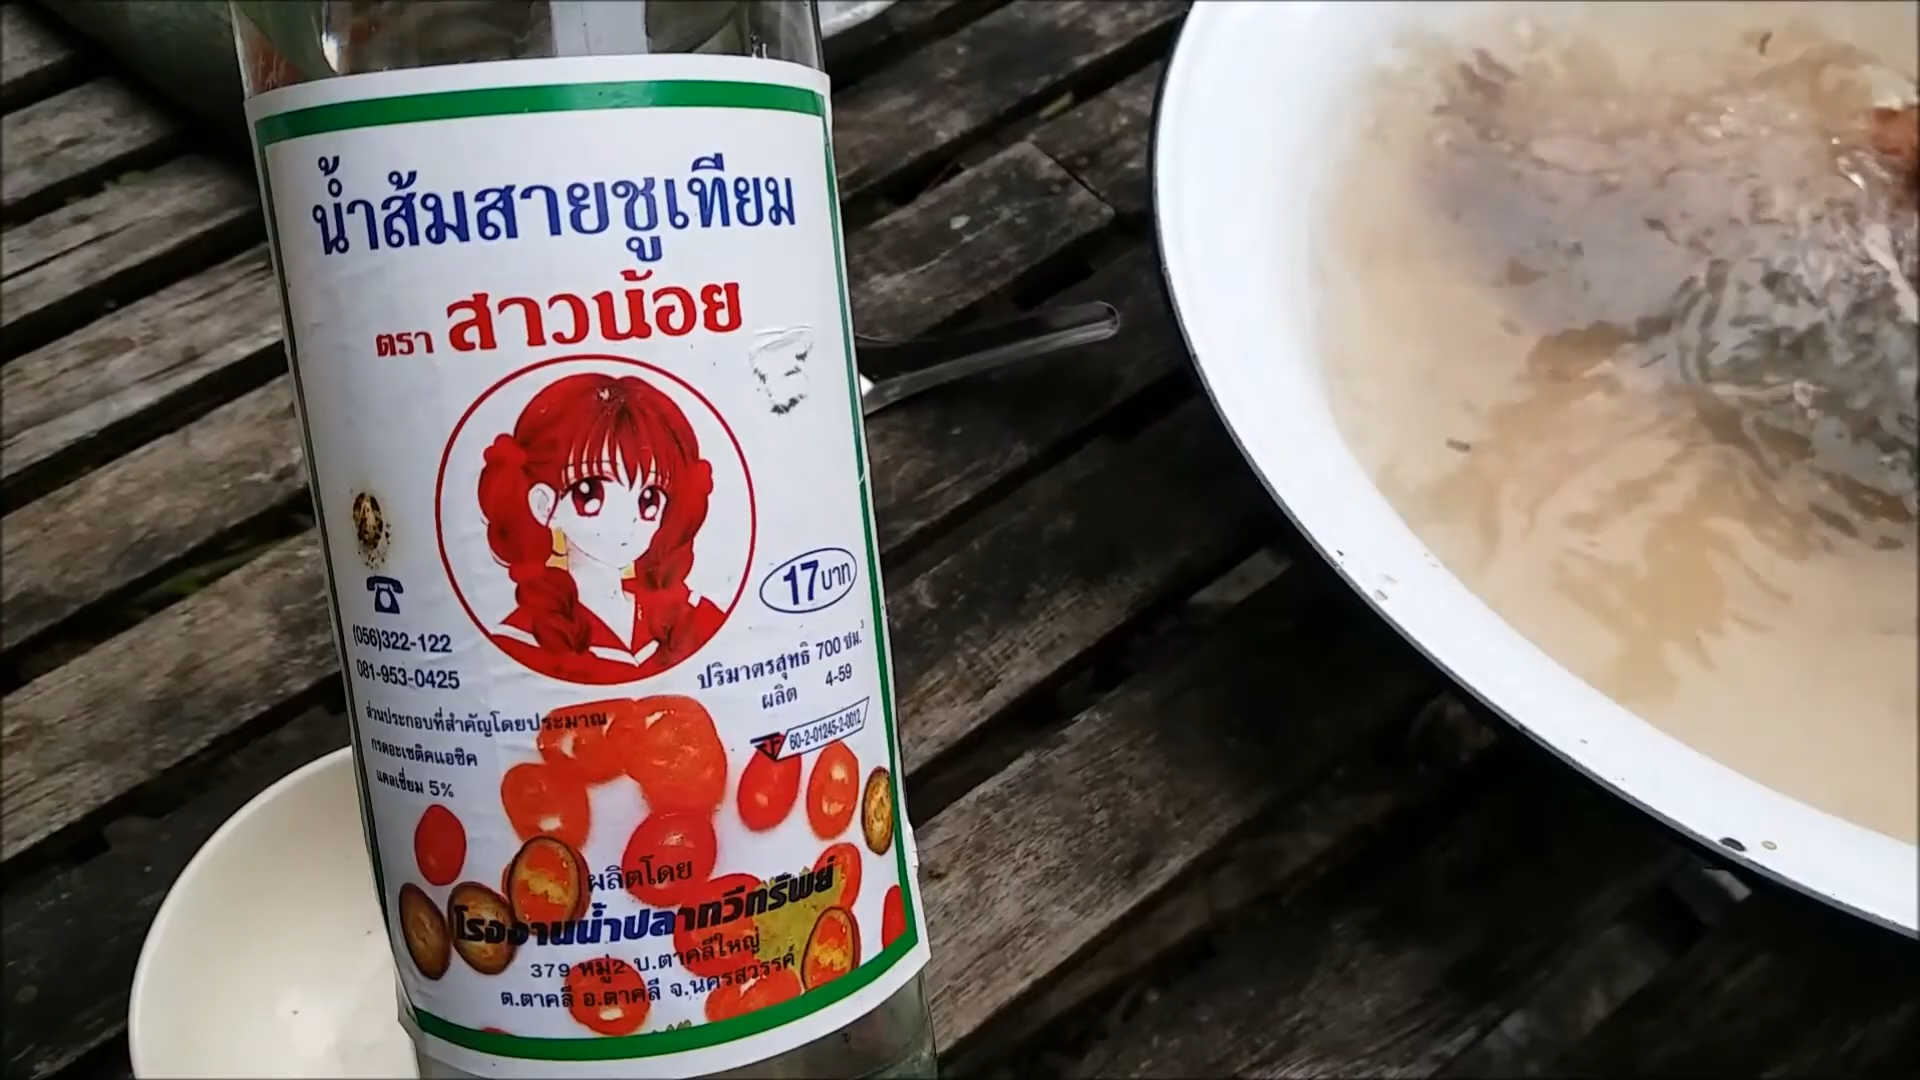 น้ำส้มสายชูเทียม
ตรา สาวน้อย
17 บาท
(056)322-122
081-953-0425
ปริมาตรสุทธิ 700 ซม.³
ผลิต 4-59
60-2-01245-2-0012
ส่วนประกอบที่สำคัญโดยประมาณ
กรดอะเซติคแอซิค
แคลเซี่ยม 5%
ผลิตโดย
โรงงานน้ำปลาทวีทรัพย์
379 หมู่2 บ.ตาคลีใหญ่
ต.ตาคลี อ.ตาคลี จ.นครสวรรค์